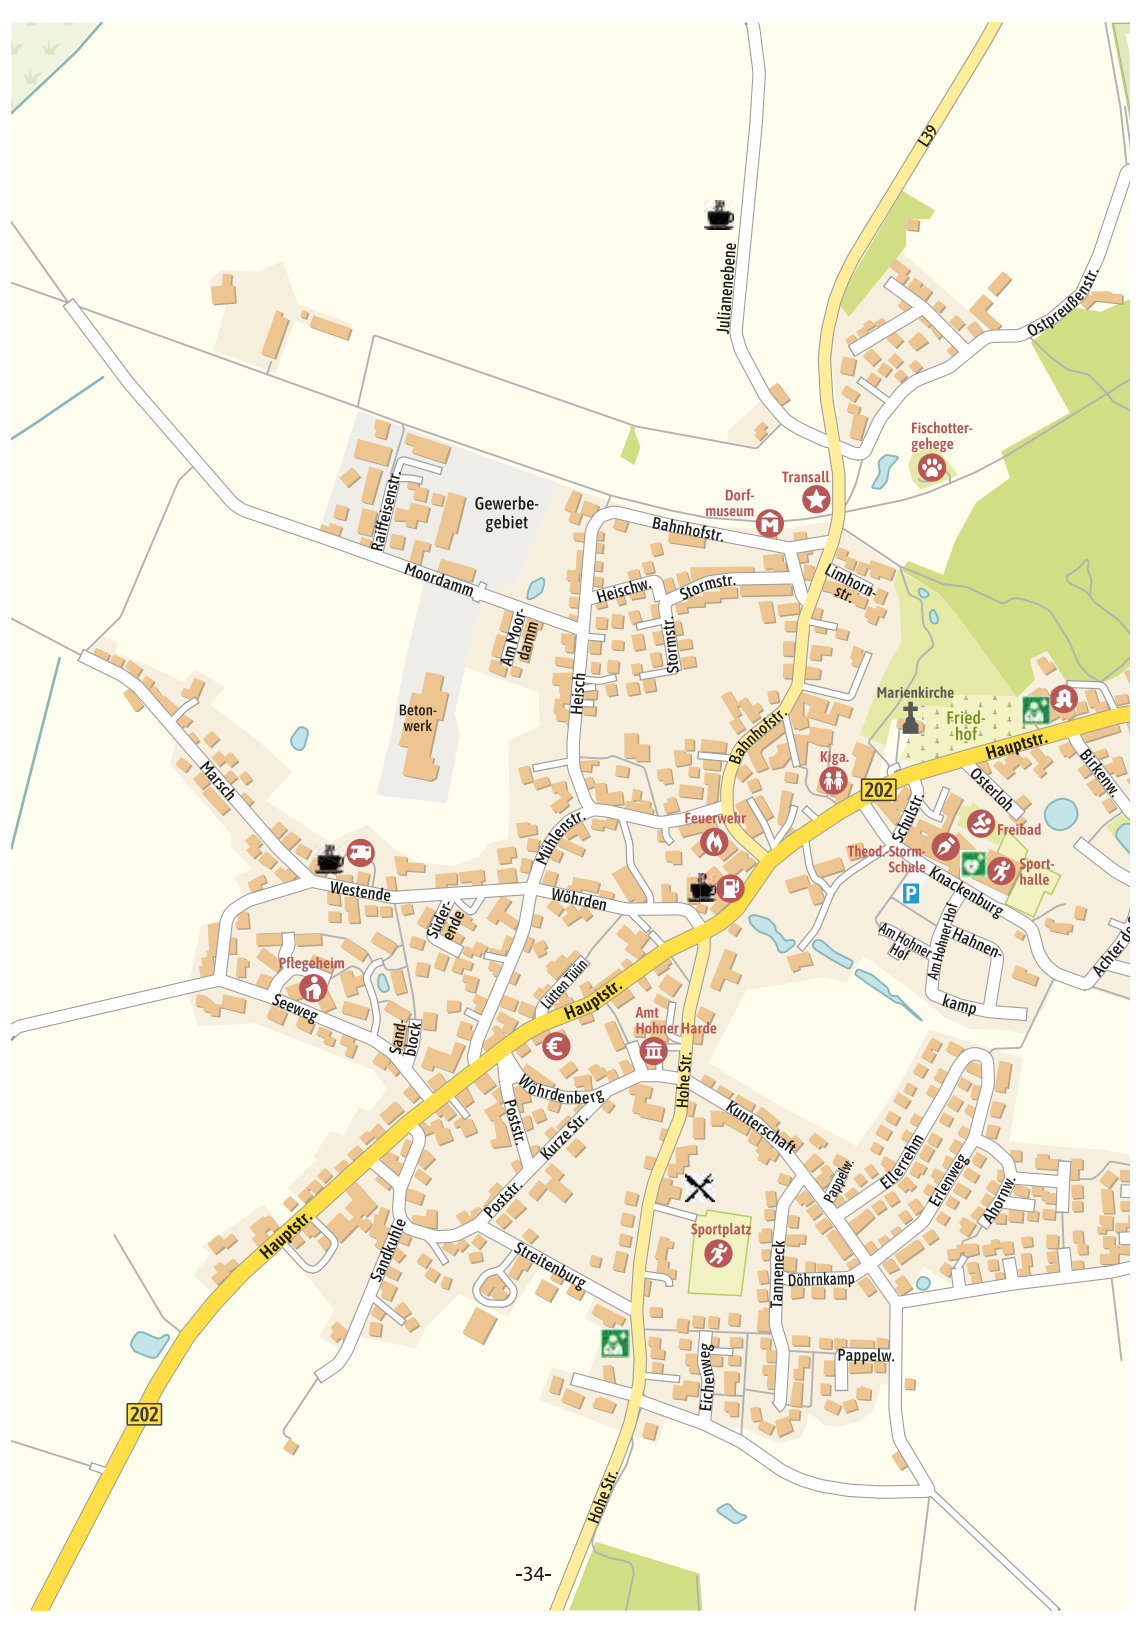 L39
Julianenebene
Ostpreußenstr.
Fischotter-
gehege
Transall
Dorf-
museum
Gewerbe-
gebiet
Raiffeisenstr.
Bahnhofstr.
Moordamm
Heischw.
Stormstr.
Limhorn-
str.
Am Moor-
damm
Stormstr.
Heisch
Marienkirche
Fried-
hof
Beton-
werk
Bahnhofstr.
Hauptstr.
Kiga.
202
Birkenw.
Osterloh
Marsch
Schulstr.
Feuerwehr
Freibad
Mühlenstr.
Theod.-Storm-
Schule
Sport-
halle
P
Westende
Wöhrden
Knackenburg
Süder-
ende
Am Hohner
Hof
Am Hohner Hof
Hahnen-
kamp
Pflegeheim
Lütten Tüün
Hauptstr.
Seeweg
Sand-
block
€
Amt
Hohner Harde
Hohe Str.
Wöhrdenberg
Poststr.
Kurze Str.
Kunterschaft
Ellerrehm
Erlenweg
Pappelw.
Ahornw.
Poststr.
Hauptstr.
Sandkuhle
Streitenburg
Sportplatz
Tanneneck
Döhrnkamp
Eichenweg
Pappelw.
202
Hohe Str.
-34-